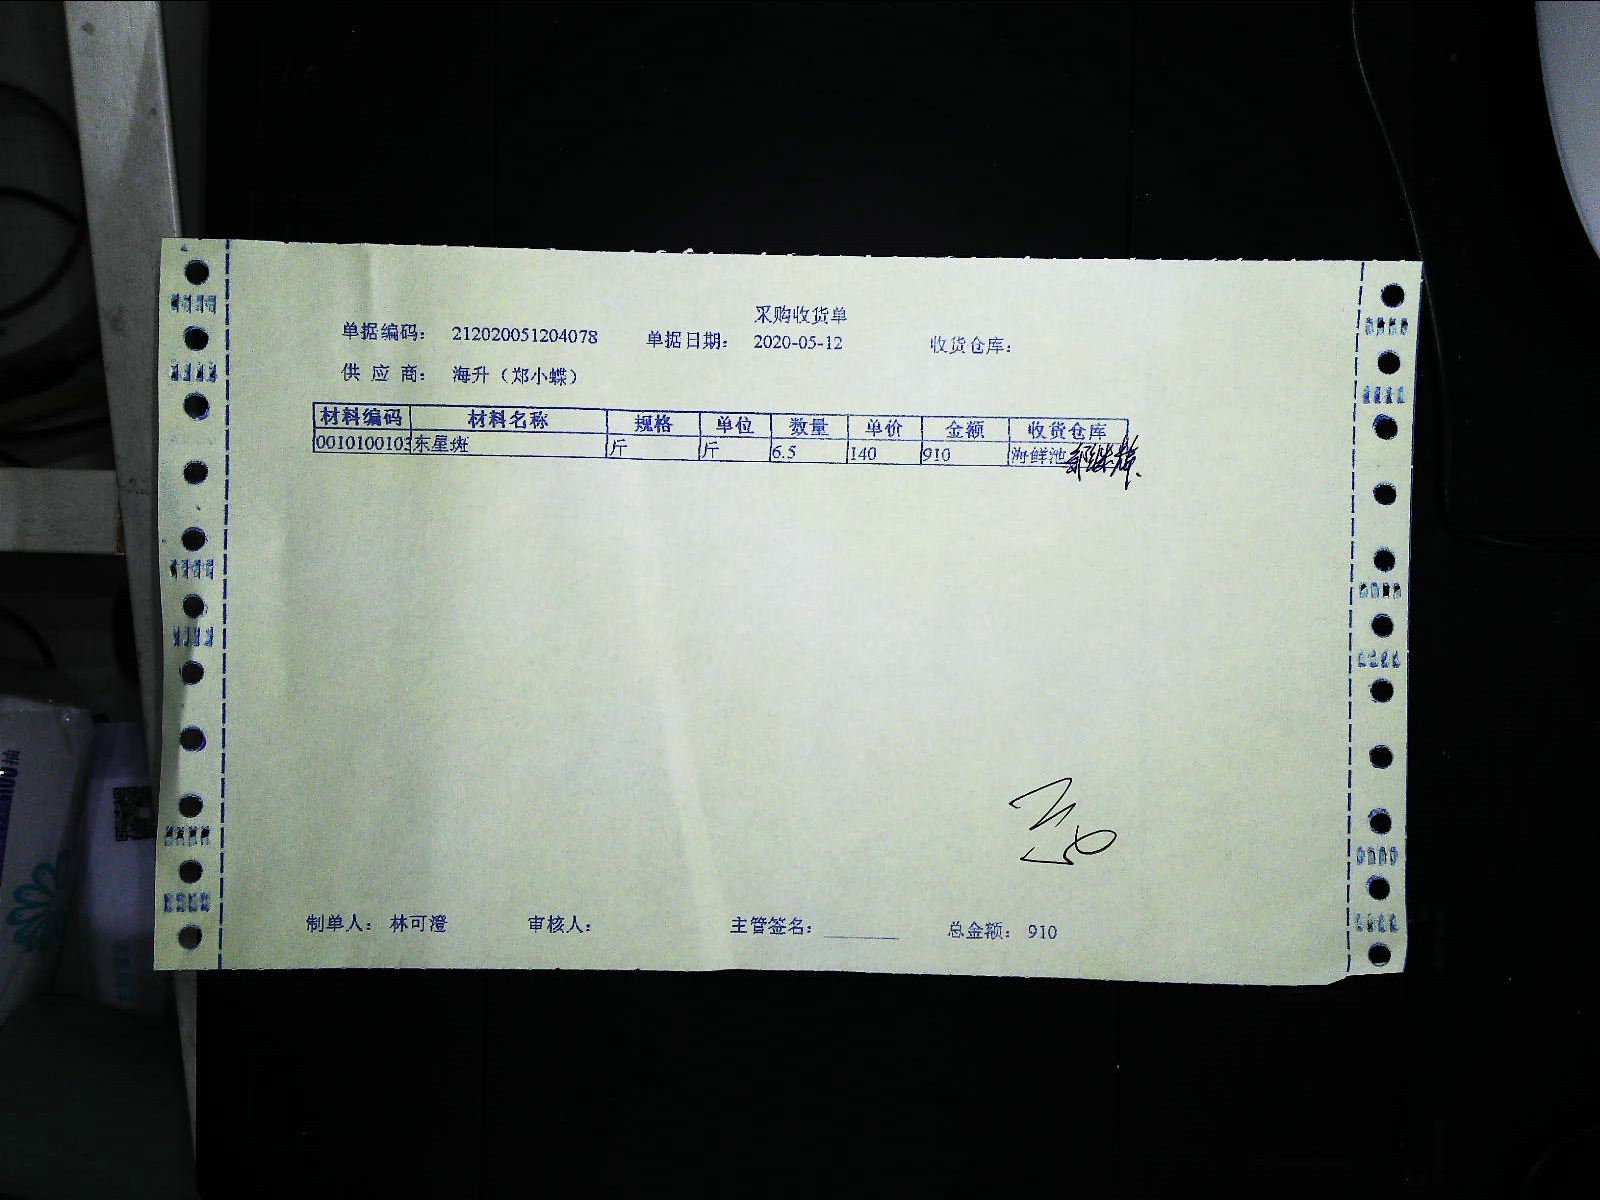 采购收货单
单据编码： 212020051204078 单据日期： 2020-05-12 收货仓库：
供 应 商： 海升（郑小蝶）
材料编码 材料名称 规格 单位 数量 单价 金额 收货仓库
0010100103 东星斑 斤 斤 6.5 140 910 海鲜池
制单人： 林可澄 审核人： 主管签名： 总金额： 910